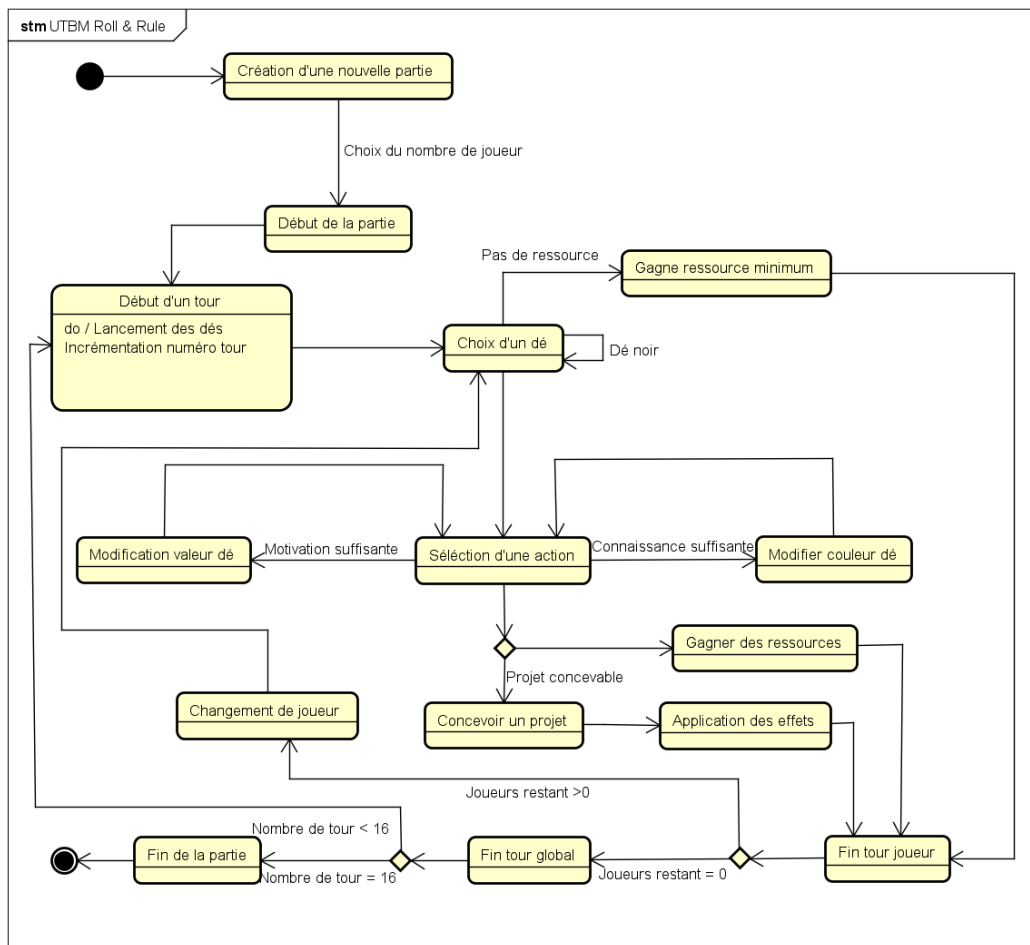 stm UTBM Roll & Rule
Création d'une nouvelle partie
Choix du nombre de joueur
Début de la partie
Pas de ressource
Gagne ressource minimum
Début d'un tour
do / Lancement des dés
Incrémentation numéro tour
Choix d'un dé
Dé noir
Modification valeur dé
Motivation suffisante
Séléction d'une action
Connaissance suffisante
Modifier couleur dé
Gagner des ressources
Projet concevable
Changement de joueur
Concevoir un projet
Application des effets
Joueurs restant >0
Nombre de tour < 16
Fin de la partie
Fin tour global
Fin tour joueur
Nombre de tour = 16
Joueurs restant = 0